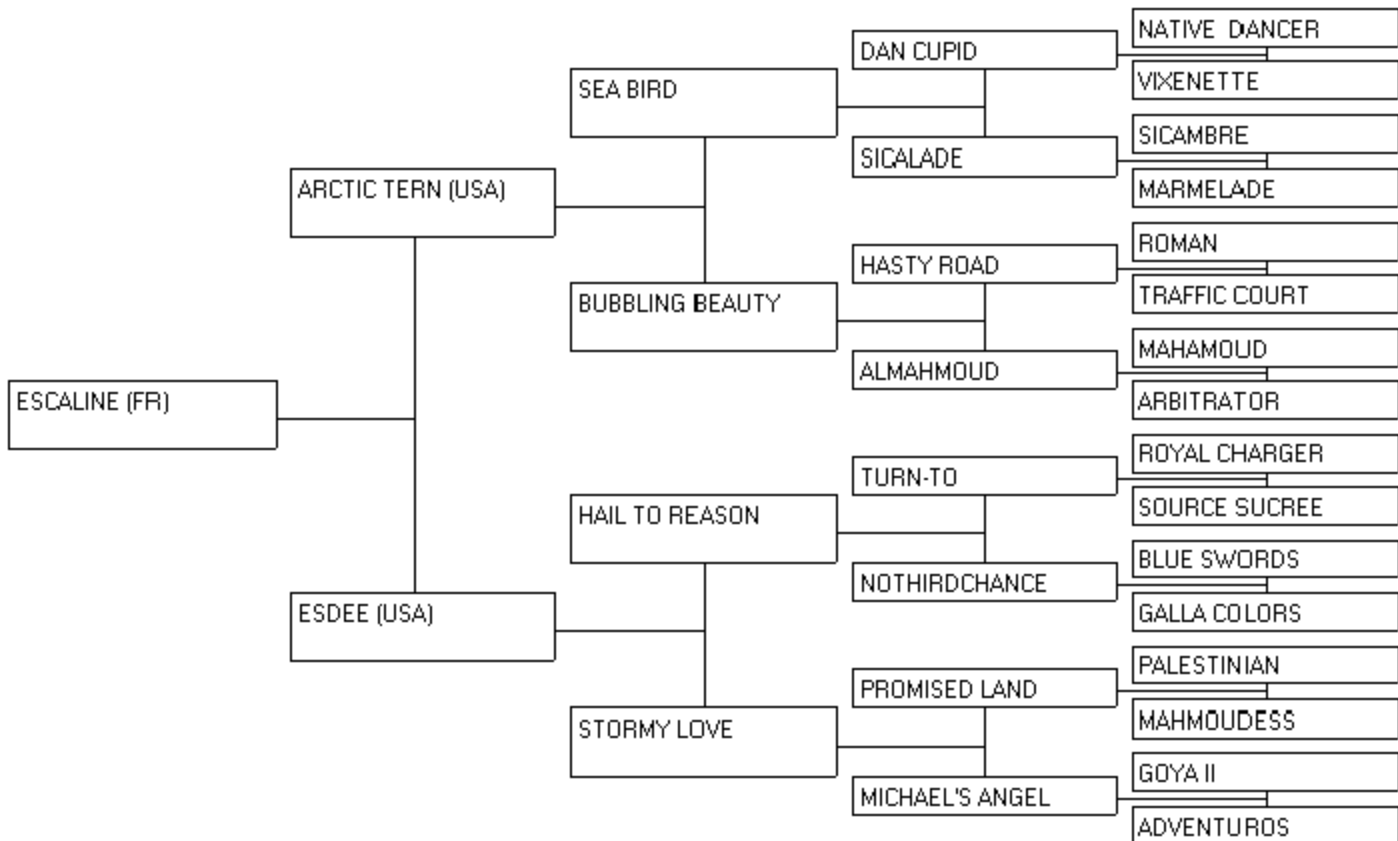 NATIVE DANCER
DAN CUPID
VIXENETTE
SEA BIRD
SICAMBRE
SICALADE
MARMELADE
ARCTIC TERN (USA)
ROMAN
HASTY ROAD
TRAFFIC COURT
BUBBLING BEAUTY
MAHAMOUD
ALMAHMOUD
ARBITRATOR
ESCALINE (FR)
ROYAL CHARGER
TURN-TO
SOURCE SUCREE
HAIL TO REASON
BLUE SWORDS
NOTHIRDCHANCE
GALLA COLORS
ESDEE (USA)
PALESTINIAN
PROMISED LAND
MAHMOUDESS
STORMY LOVE
GOYA II
MICHAEL'S ANGEL
ADVENTUROS